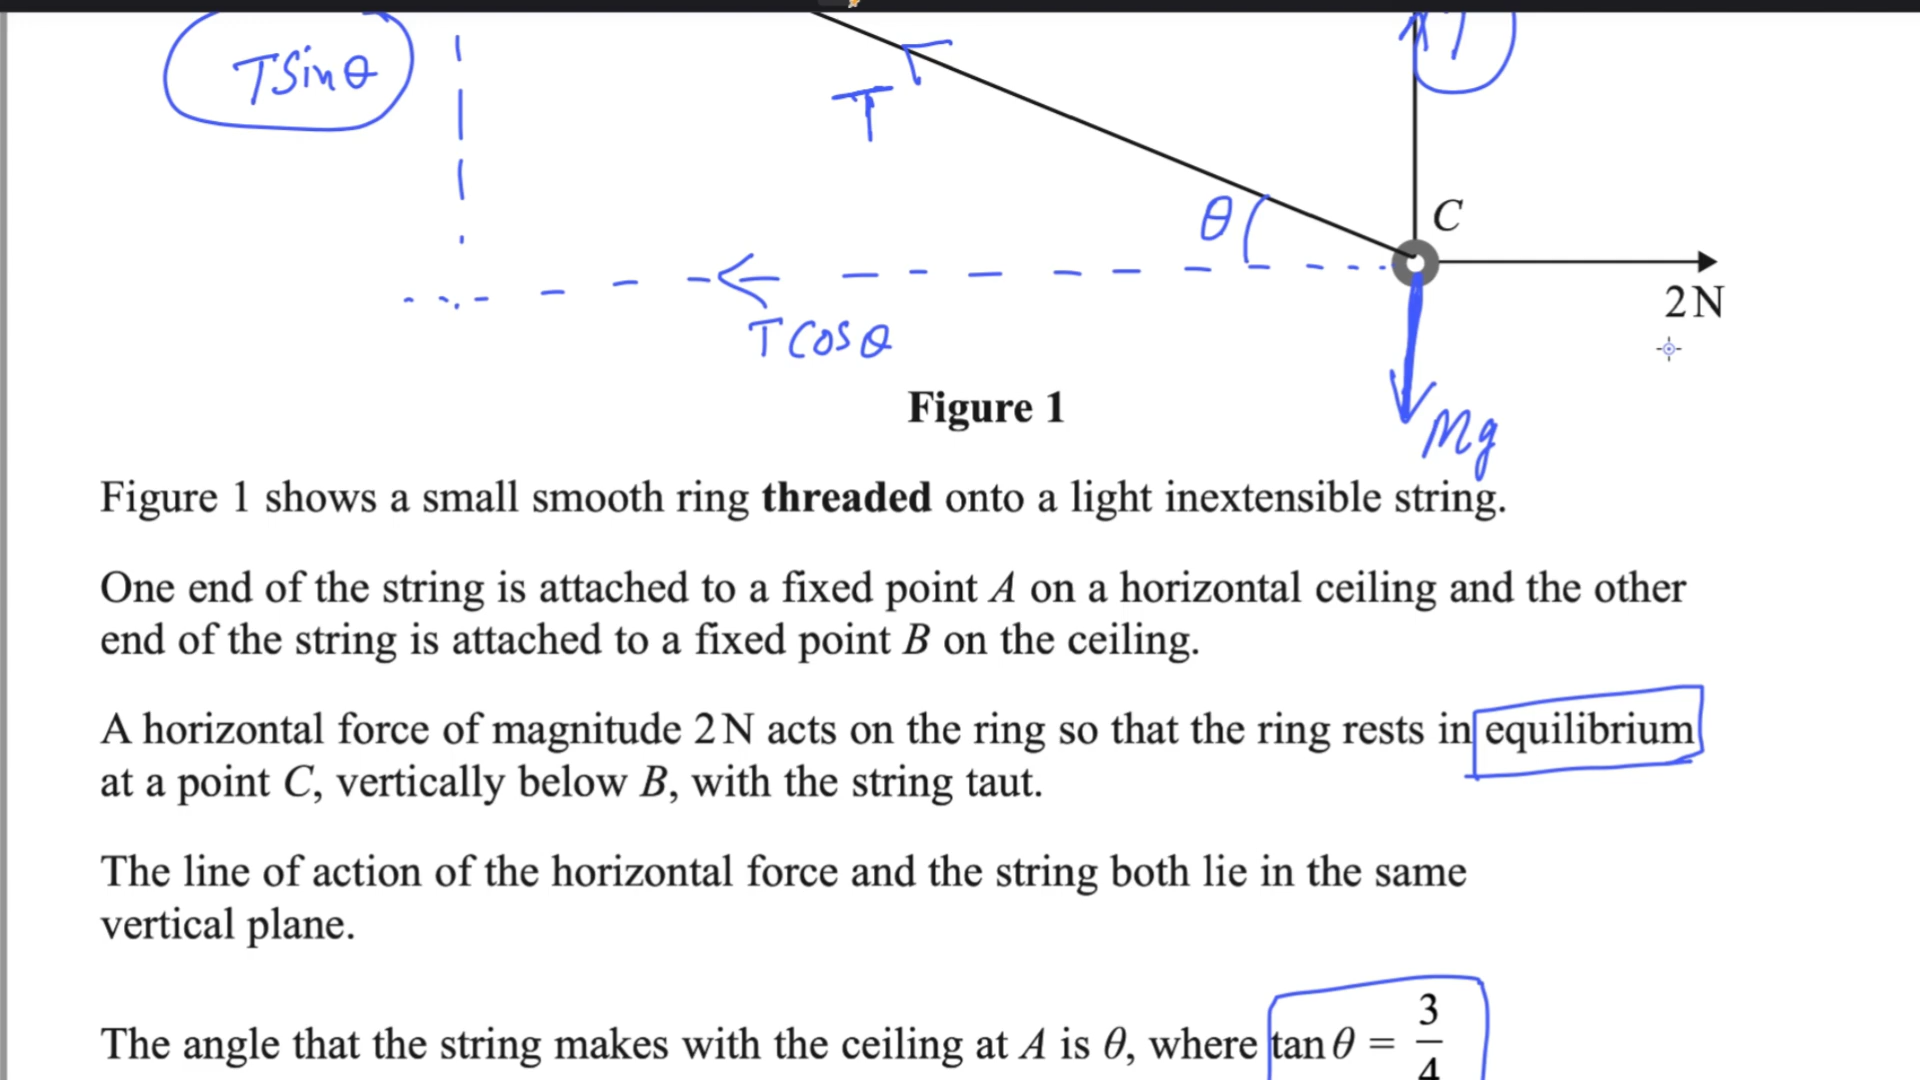 TSinθ
T
θ
C
2 N
TCosθ
Figure 1
Mg
Figure 1 shows a small smooth ring threaded onto a light inextensible string.
One end of the string is attached to a fixed point A on a horizontal ceiling and the other
end of the string is attached to a fixed point B on the ceiling.
A horizontal force of magnitude 2 N acts on the ring so that the ring rests in equilibrium
at a point C, vertically below B, with the string taut.
The line of action of the horizontal force and the string both lie in the same
vertical plane.
The angle that the string makes with the ceiling at A is θ, where tan θ = 3/4